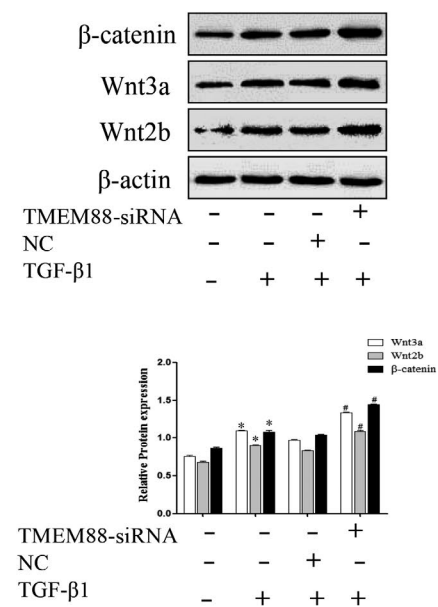 β-catenin
Wnt3a
Wnt2b
β-actin
TMEM88-siRNA - - - +
NC - - + -
TGF-β1 - + + +
Wnt3a
Wnt2b
β-catenin
Relative Protein expression
2.0
1.5
1.0
0.5
0.0
* * *
# # #
TMEM88-siRNA - - - +
NC - - + -
TGF-β1 - + + +